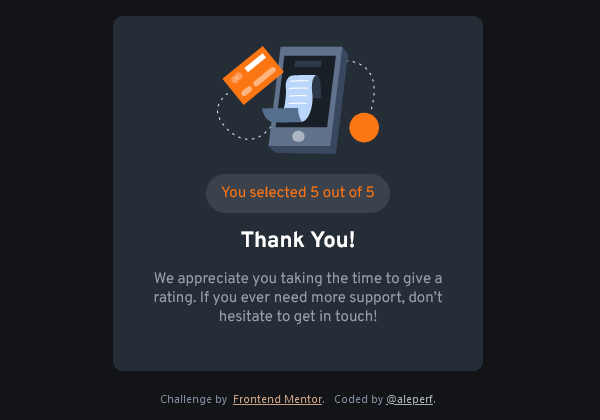 You selected 5 out of 5
Thank You!
We appreciate you taking the time to give a
rating. If you ever need more support, don't
hesitate to get in touch!
Challenge by Frontend Mentor. Coded by @aleperf.